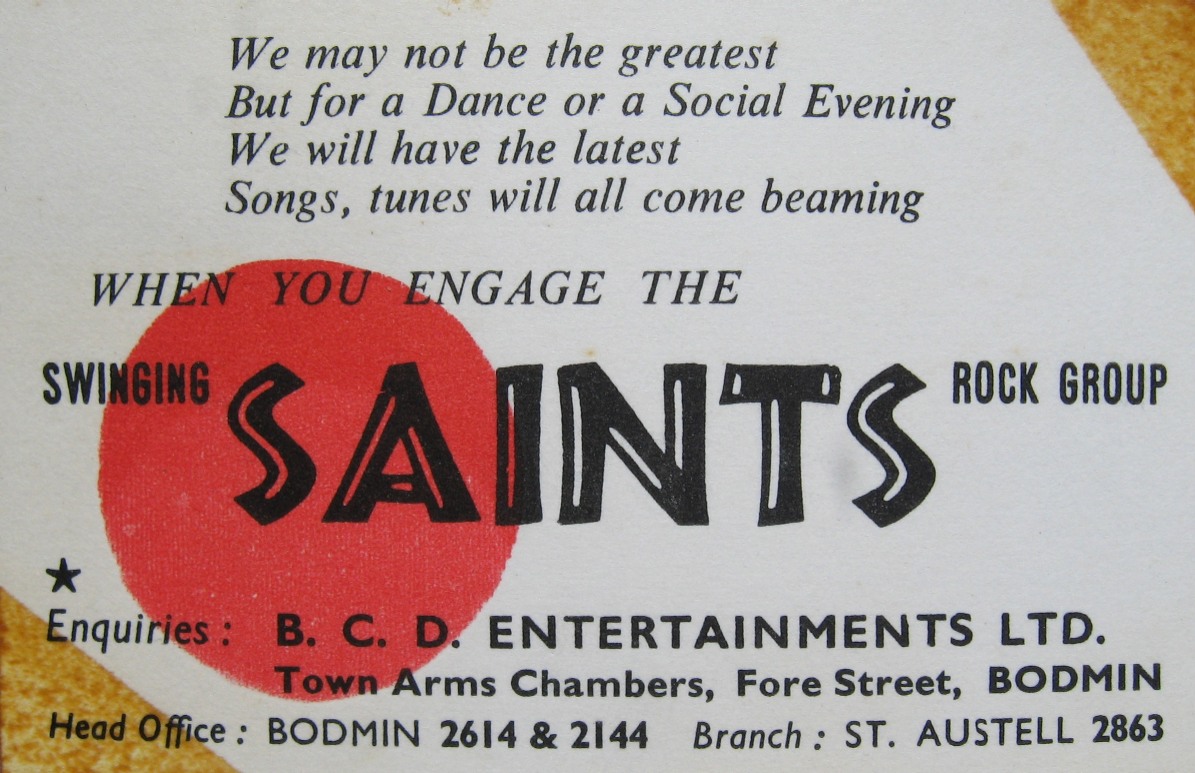 We may not be the greatest
But for a Dance or a Social Evening
We will have the latest
Songs, tunes will all come beaming
WHEN YOU ENGAGE THE
SWINGING SAINTS ROCK GROUP
★
Enquiries : B. C. D. ENTERTAINMENTS LTD.
Town Arms Chambers, Fore Street, BODMIN
Head Office : BODMIN 2614 & 2144 Branch : ST. AUSTELL 2863